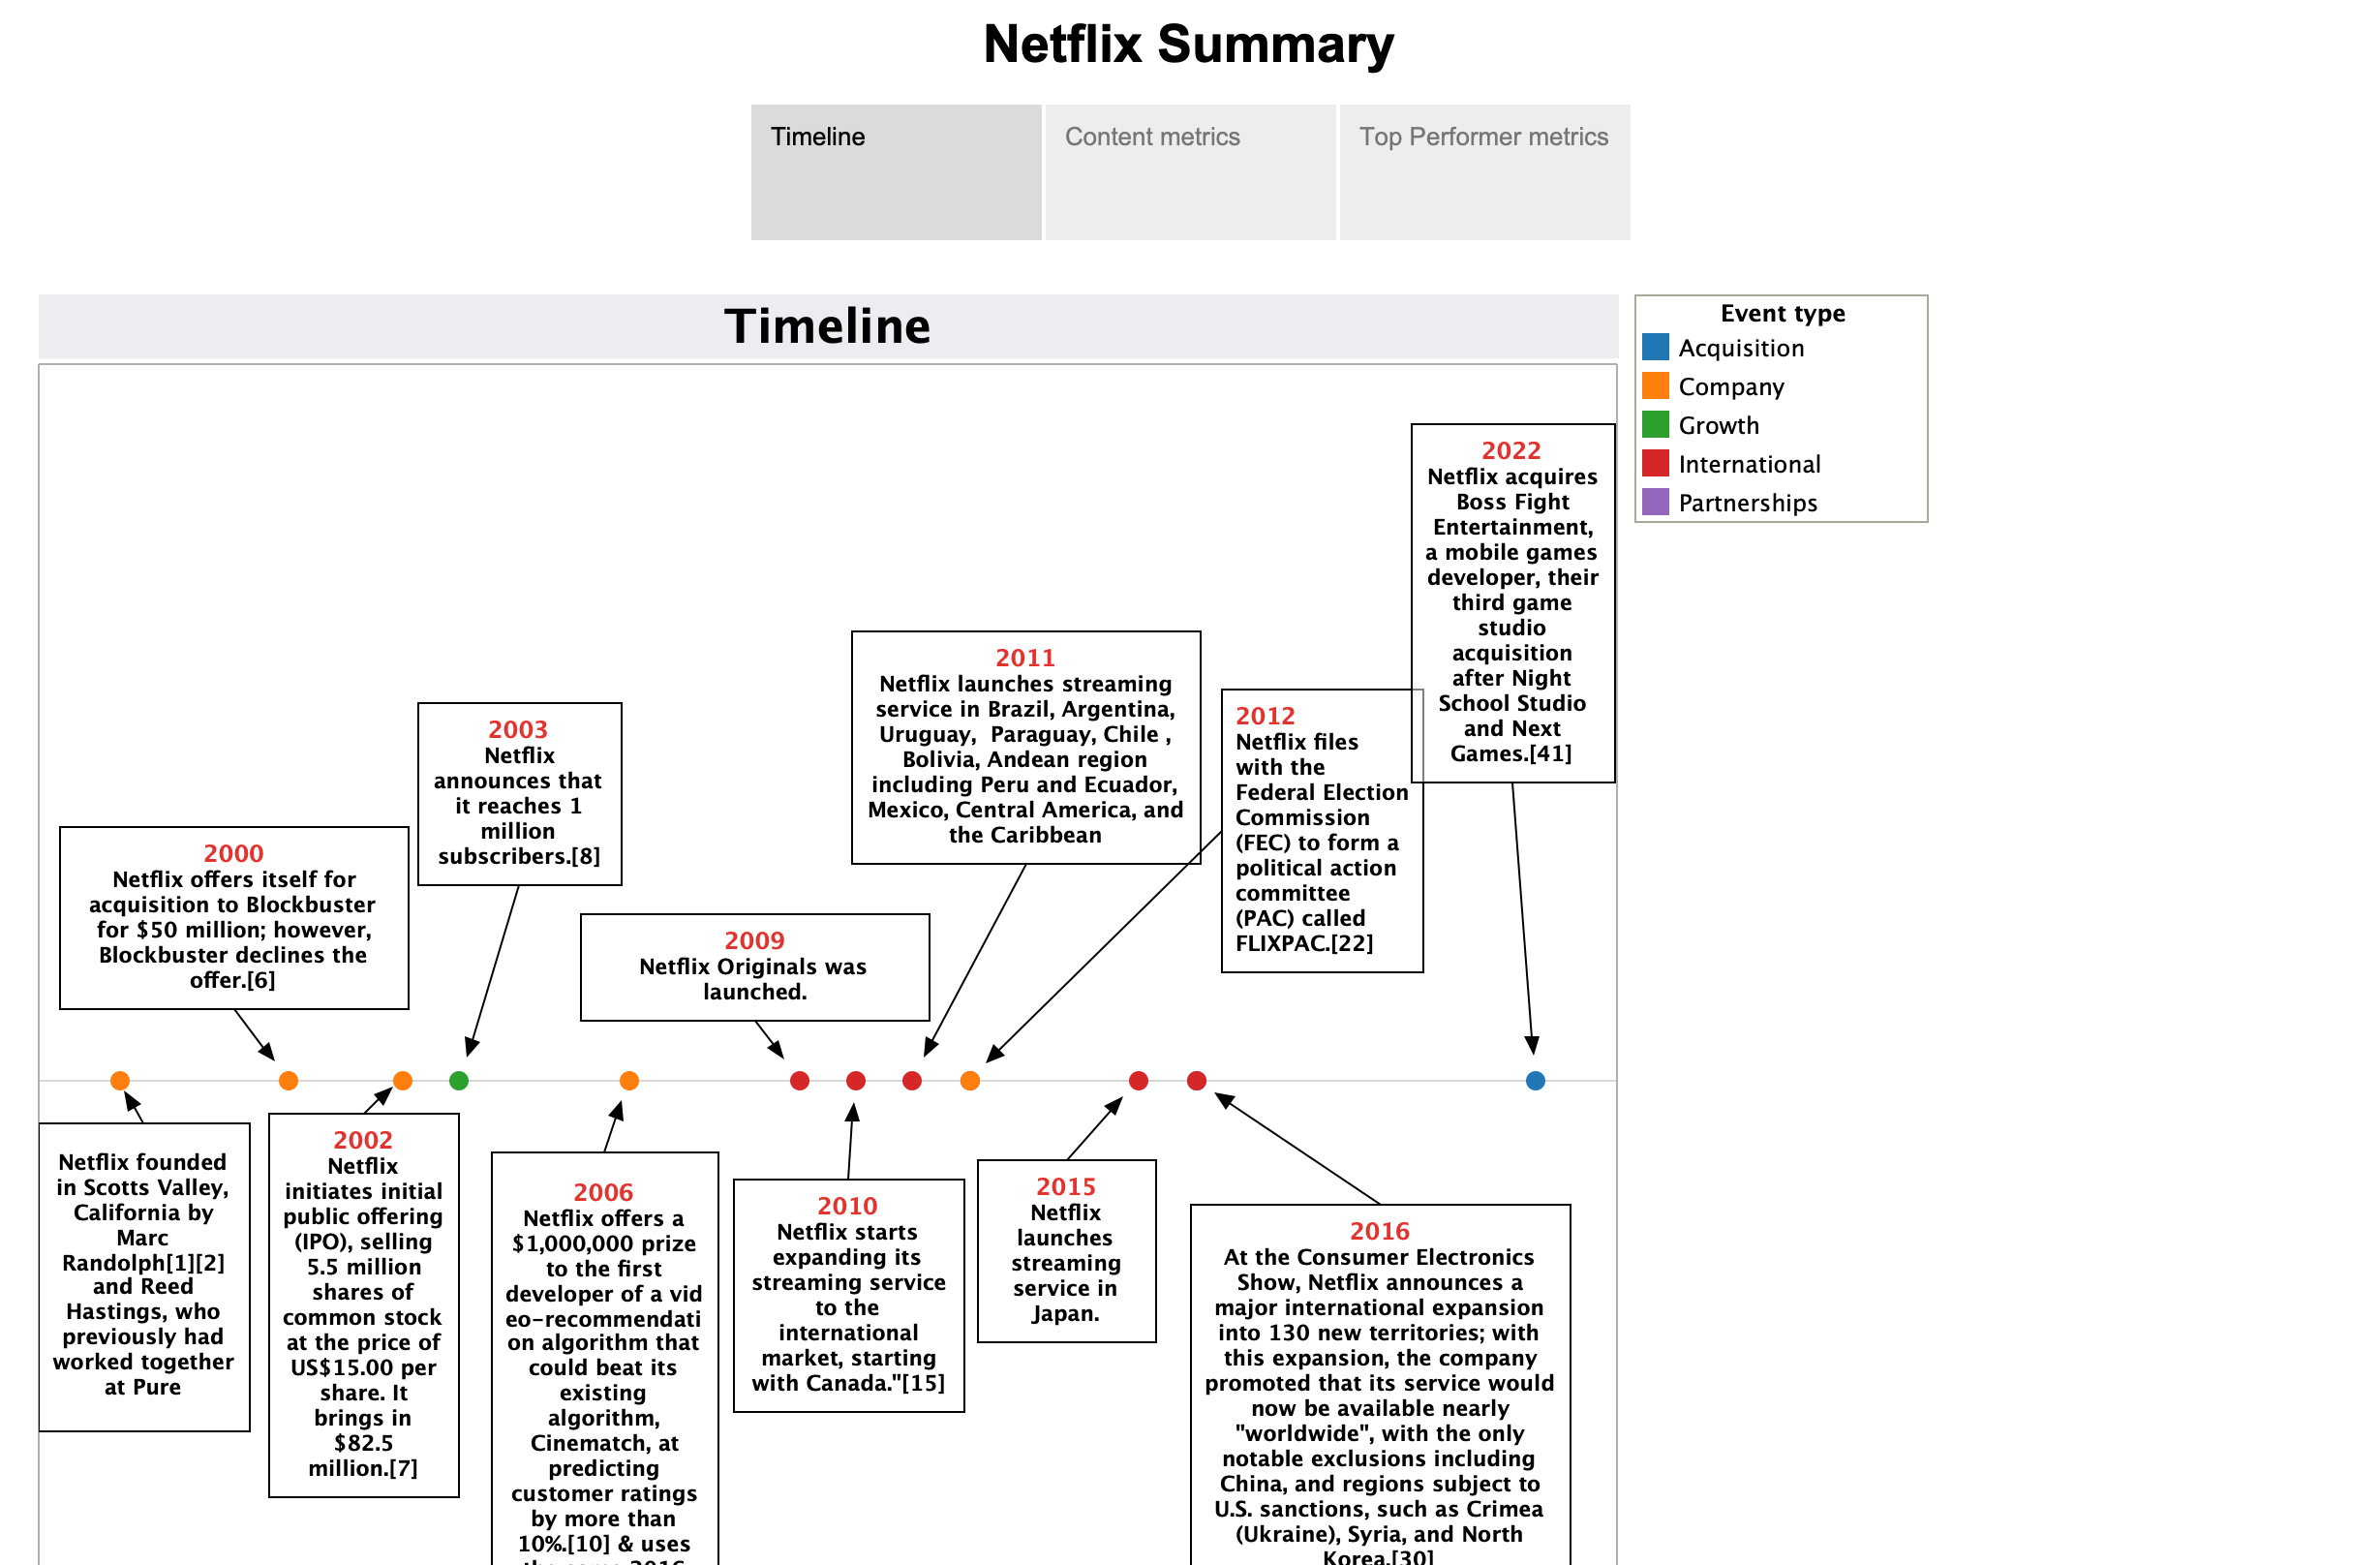 Netflix Summary
Timeline
Content metrics
Top Performer metrics
Timeline
Event type
Acquisition
Company
Growth
International
Partnerships
2022
Netflix acquires
Boss Fight
Entertainment,
a mobile games
developer, their
third game
studio
acquisition
after Night
School Studio
and Next
Games.[41]
2011
Netflix launches streaming
service in Brazil, Argentina,
Uruguay,  Paraguay, Chile ,
Bolivia, Andean region
including Peru and Ecuador,
Mexico, Central America, and
the Caribbean
2012
Netflix files
with the
Federal Election
Commission
(FEC) to form a
political action
committee
(PAC) called
FLIXPAC.[22]
2003
Netflix
announces that
it reaches 1
million
subscribers.[8]
2000
Netflix offers itself for
acquisition to Blockbuster
for $50 million; however,
Blockbuster declines the
offer.[6]
2009
Netflix Originals was
launched.
Netflix founded
in Scotts Valley,
California by
Marc
Randolph[1][2]
and Reed
Hastings, who
previously had
worked together
at Pure
2002
Netflix
initiates initial
public offering
(IPO), selling
5.5 million
shares of
common stock
at the price of
US$15.00 per
share. It
brings in
$82.5
million.[7]
2006
Netflix offers a
$1,000,000 prize
to the first
developer of a vid
eo-recommendati
on algorithm that
could beat its
existing
algorithm,
Cinematch, at
predicting
customer ratings
by more than
10%.[10] & uses
2010
Netflix starts
expanding its
streaming service
to the
international
market, starting
with Canada."[15]
2015
Netflix
launches
streaming
service in
Japan.
2016
At the Consumer Electronics
Show, Netflix announces a
major international expansion
into 130 new territories; with
this expansion, the company
promoted that its service would
now be available nearly
"worldwide", with the only
notable exclusions including
China, and regions subject to
U.S. sanctions, such as Crimea
(Ukraine), Syria, and North
Korea.[30]